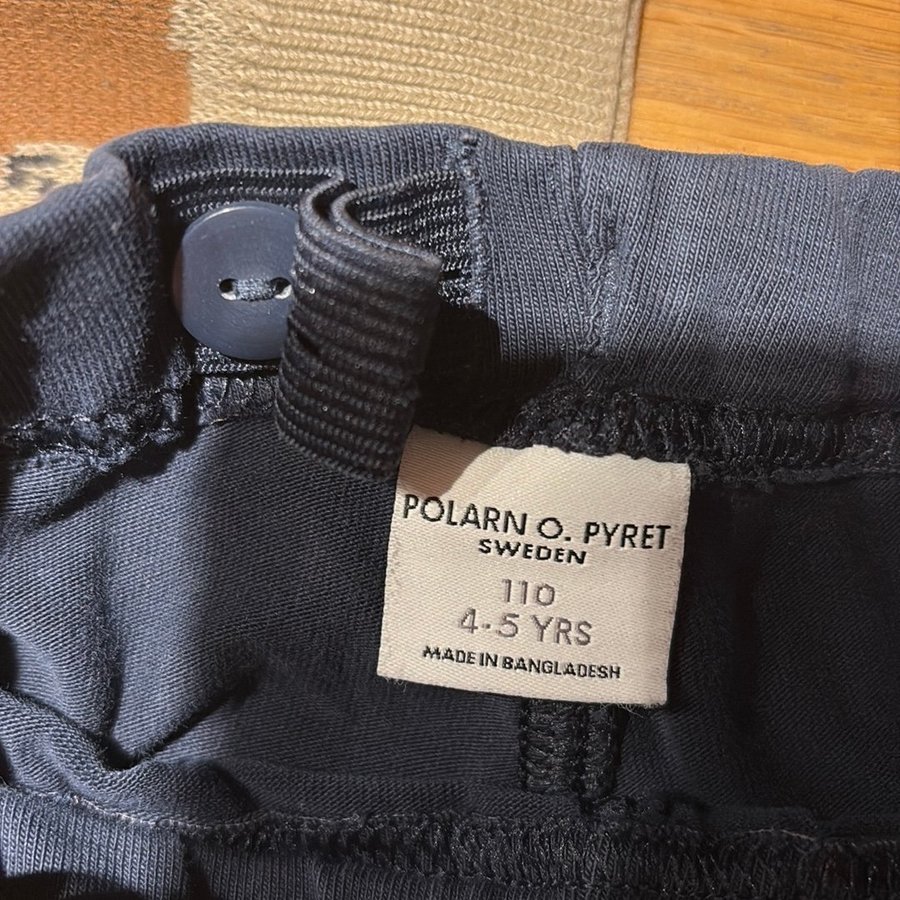 POLARN O. PYRET
SWEDEN
110
4-5 YRS
MADE IN BANGLADESH